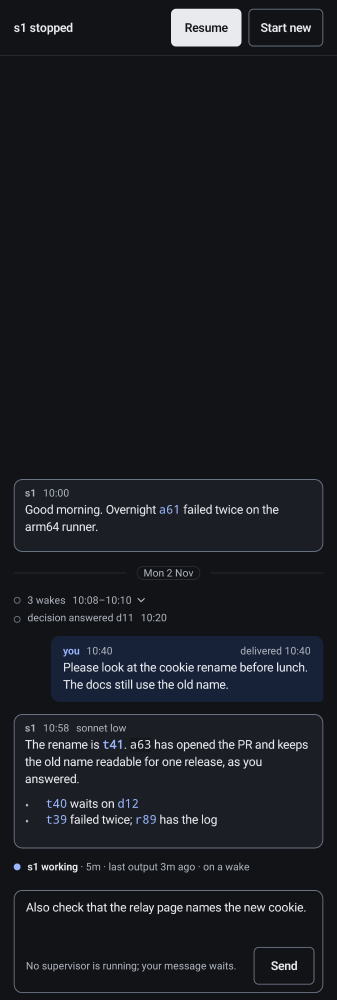 s1 stopped
Resume
Start new
s1 10:00
Good morning. Overnight a61 failed twice on the
arm64 runner.
Mon 2 Nov
3 wakes 10:08–10:10
decision answered d11 10:20
you 10:40 delivered 10:40
Please look at the cookie rename before lunch.
The docs still use the old name.
s1 10:58 sonnet low
The rename is t41. a63 has opened the PR and keeps
the old name readable for one release, as you
answered.
• t40 waits on d12
• t39 failed twice; r89 has the log
s1 working · 5m · last output 3m ago · on a wake
Also check that the relay page names the new cookie.
No supervisor is running; your message waits.
Send